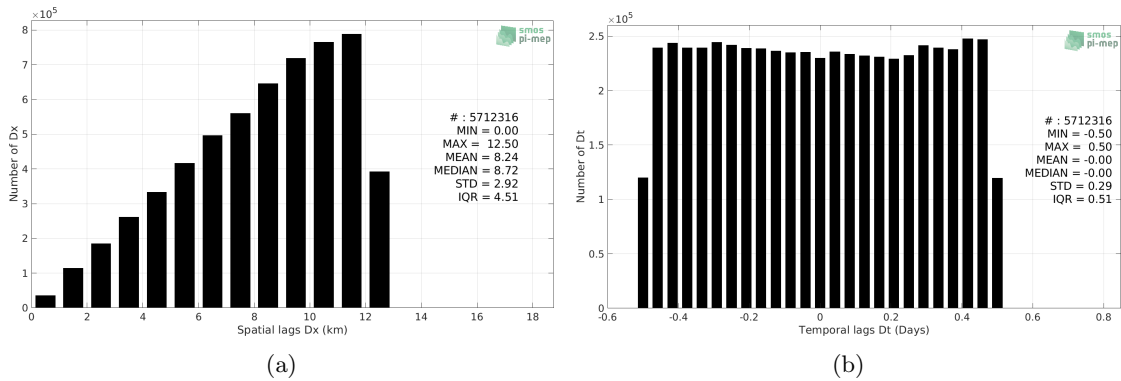 ×10⁵
8
7
6
5
4
3
2
1
0
Number of Dx
0 2 4 6 8 10 12 14 16 18
Spatial lags Dx (km)
smos
pi-mep
# : 5712316
MIN = 0.00
MAX = 12.50
MEAN = 8.24
MEDIAN = 8.72
STD = 2.92
IQR = 4.51
(a)
×10⁵
2.5
2
1.5
1
0.5
0
Number of Dt
-0.6 -0.4 -0.2 0 0.2 0.4 0.6 0.8
Temporal lags Dt (Days)
smos
pi-mep
# : 5712316
MIN = -0.50
MAX = 0.50
MEAN = -0.00
MEDIAN = -0.00
STD = 0.29
IQR = 0.51
(b)